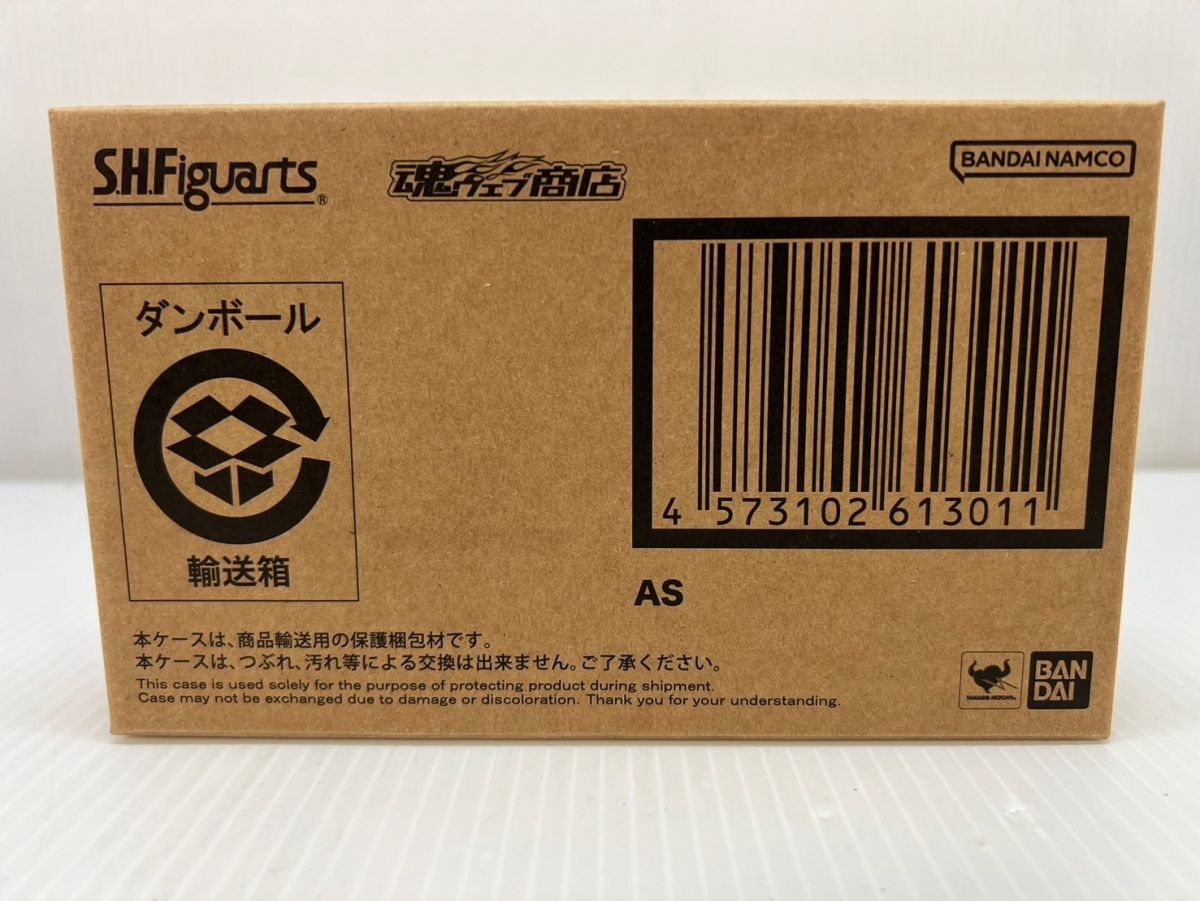 S.H.Figuarts®
魂ウェブ商店
BANDAI NAMCO
ダンボール
輸送箱
4 573102 613011
AS
本ケースは、商品輸送用の保護梱包材です。
本ケースは、つぶれ、汚れ等による交換は出来ません。ご了承ください。
This case is used solely for the purpose of protecting product during shipment.
Case may not be exchanged due to damage or discoloration. Thank you for your understanding.
TAMASHII NATIONS
BAN
DAI